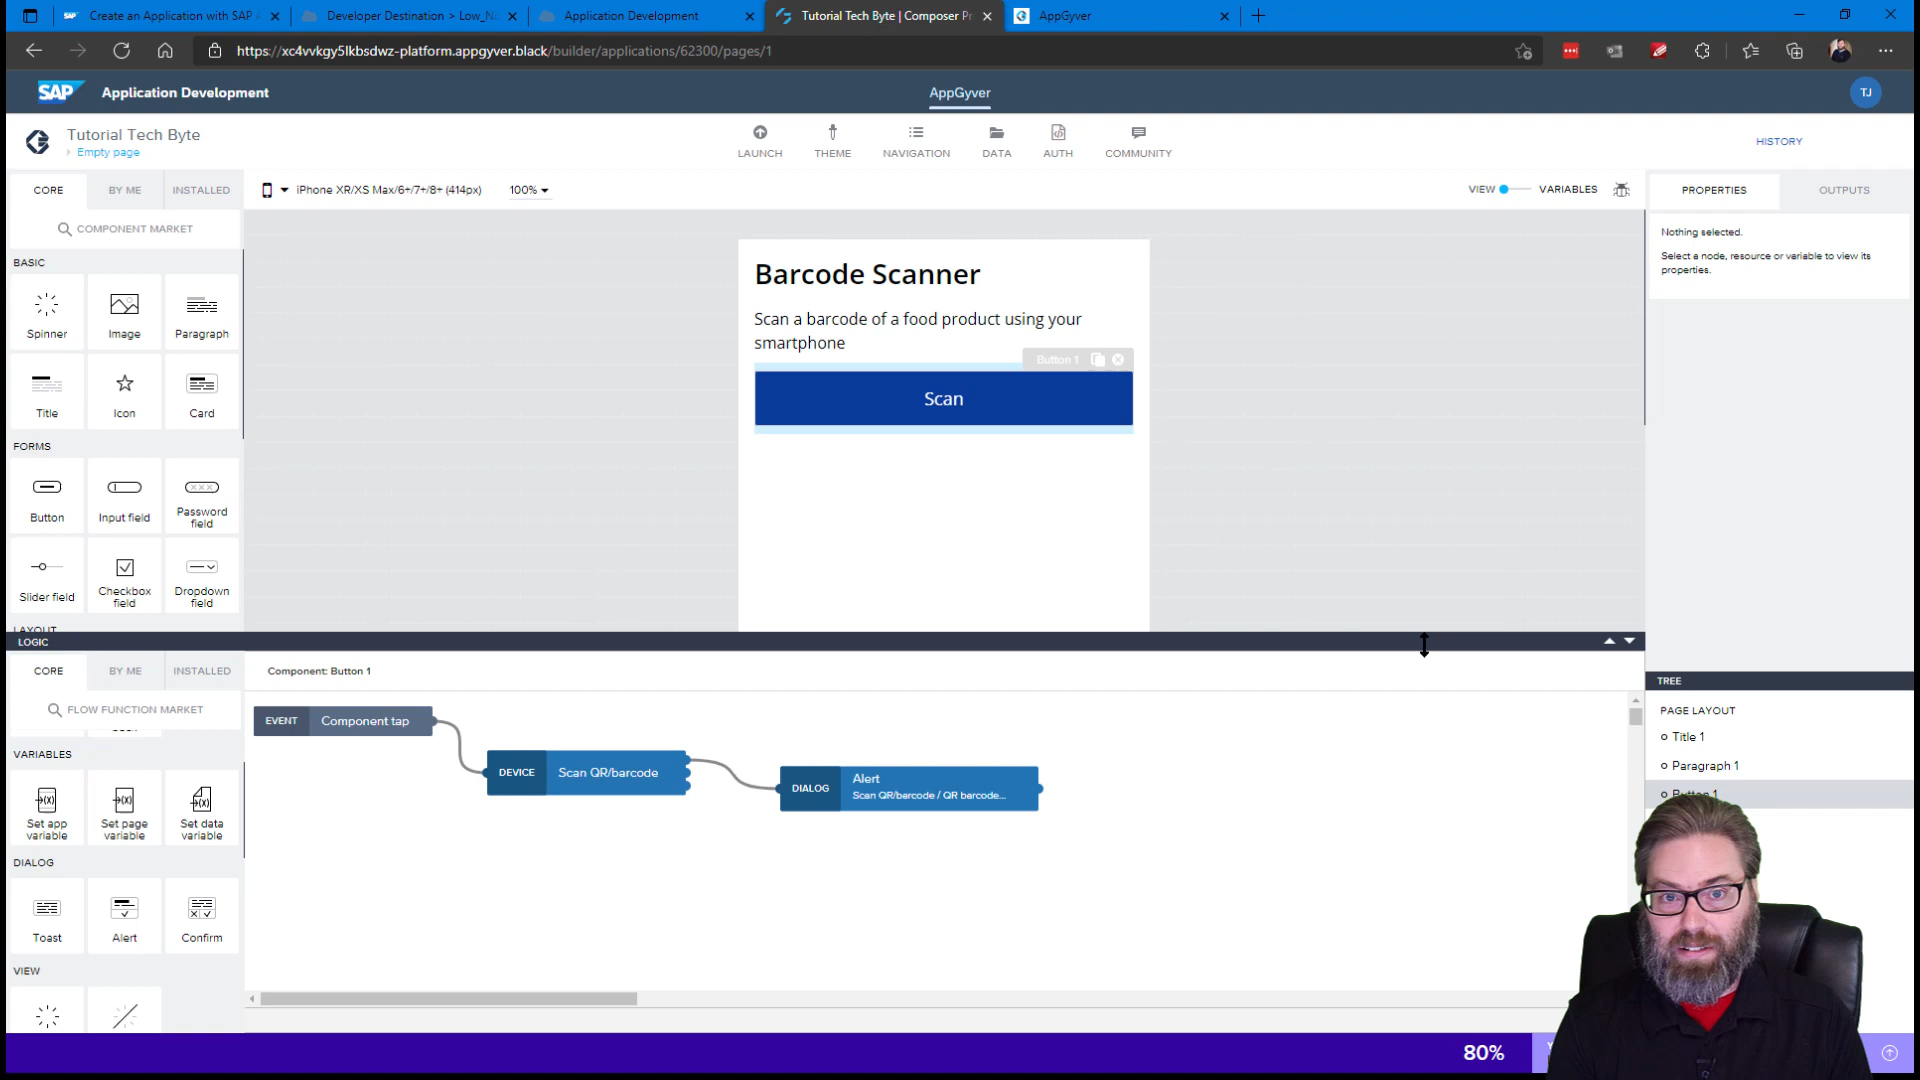 Create an Application with SAP A
Developer Destination > Low_N
Application Development
Tutorial Tech Byte | Composer Pr
AppGyver
https://xc4vvkgy5lkbsdwz-platform.appgyver.black/builder/applications/62300/pages/1
SAP
Application Development
AppGyver
TJ
Tutorial Tech Byte
Empty page
LAUNCH
THEME
NAVIGATION
DATA
AUTH
COMMUNITY
HISTORY
CORE
BY ME
INSTALLED
iPhone XR/XS Max/6+/7+/8+ (414px)
100%
VIEW
VARIABLES
PROPERTIES
OUTPUTS
COMPONENT MARKET
Nothing selected.
Select a node, resource or variable to view its
properties.
BASIC
Spinner
Image
Paragraph
Title
Icon
Card
FORMS
Button
Input field
Password
field
Slider field
Checkbox
field
Dropdown
field
LAYOUT
Barcode Scanner
Scan a barcode of a food product using your
smartphone
Button 1
Scan
LOGIC
CORE
BY ME
INSTALLED
Component: Button 1
FLOW FUNCTION MARKET
VARIABLES
Set app
variable
Set page
variable
Set data
variable
DIALOG
Toast
Alert
Confirm
VIEW
EVENT
Component tap
DEVICE
Scan QR/barcode
DIALOG
Alert
Scan QR/barcode / QR barcode...
TREE
PAGE LAYOUT
Title 1
Paragraph 1
Button 1
80%